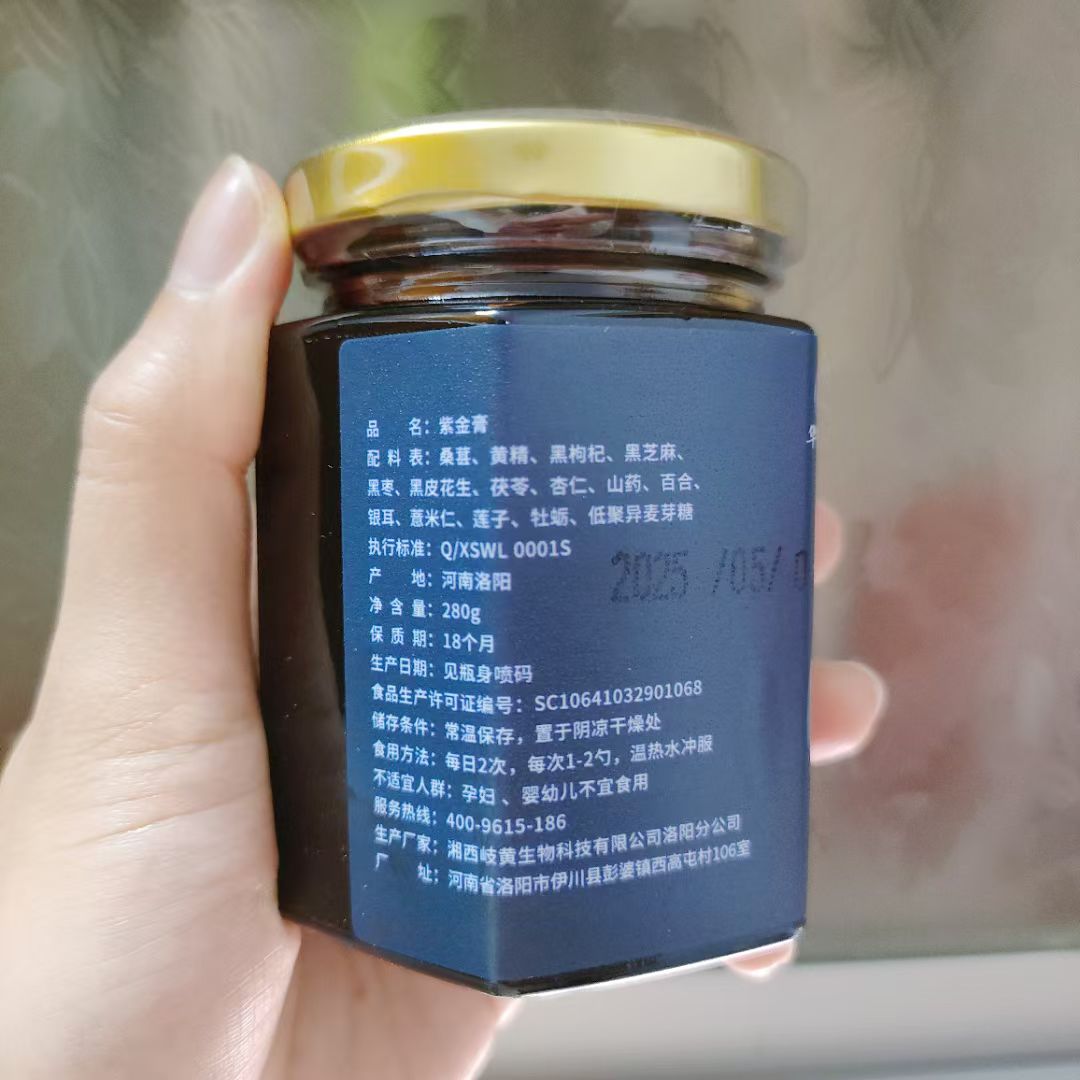 品名：紫金膏
配料表：桑葚、黄精、黑枸杞、黑芝麻、
黑枣、黑皮花生、茯苓、杏仁、山药、百合、
银耳、薏米仁、莲子、牡蛎、低聚异麦芽糖
执行标准：Q/XSWL 0001S
产地：河南洛阳
净含量：280g
保质期：18个月
生产日期：见瓶身喷码
食品生产许可证编号：SC10641032901068
储存条件：常温保存，置于阴凉干燥处
食用方法：每日2次，每次1-2勺，温热水冲服
不适宜人群：孕妇、婴幼儿不宜食用
服务热线：400-9615-186
生产厂家：湘西岐黄生物科技有限公司洛阳分公司
厂址：河南省洛阳市伊川县彭婆镇西高屯村106室
2025 /05/